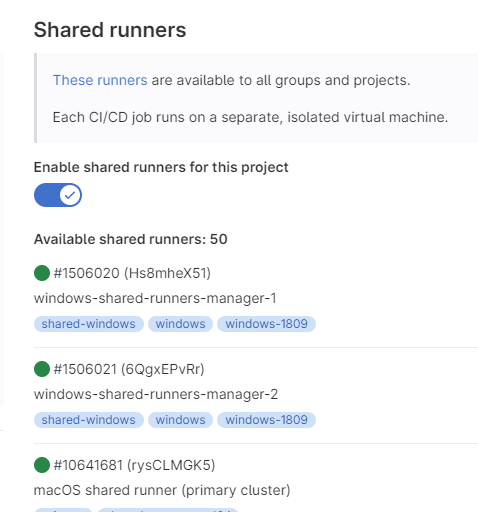 Shared runners
These runners are available to all groups and projects.
Each CI/CD job runs on a separate, isolated virtual machine.
Enable shared runners for this project
Available shared runners: 50
#1506020 (Hs8mheX51)
windows-shared-runners-manager-1
shared-windows windows windows-1809
#1506021 (6QgxEPvRr)
windows-shared-runners-manager-2
shared-windows windows windows-1809
#10641681 (rysCLMGK5)
macOS shared runner (primary cluster)